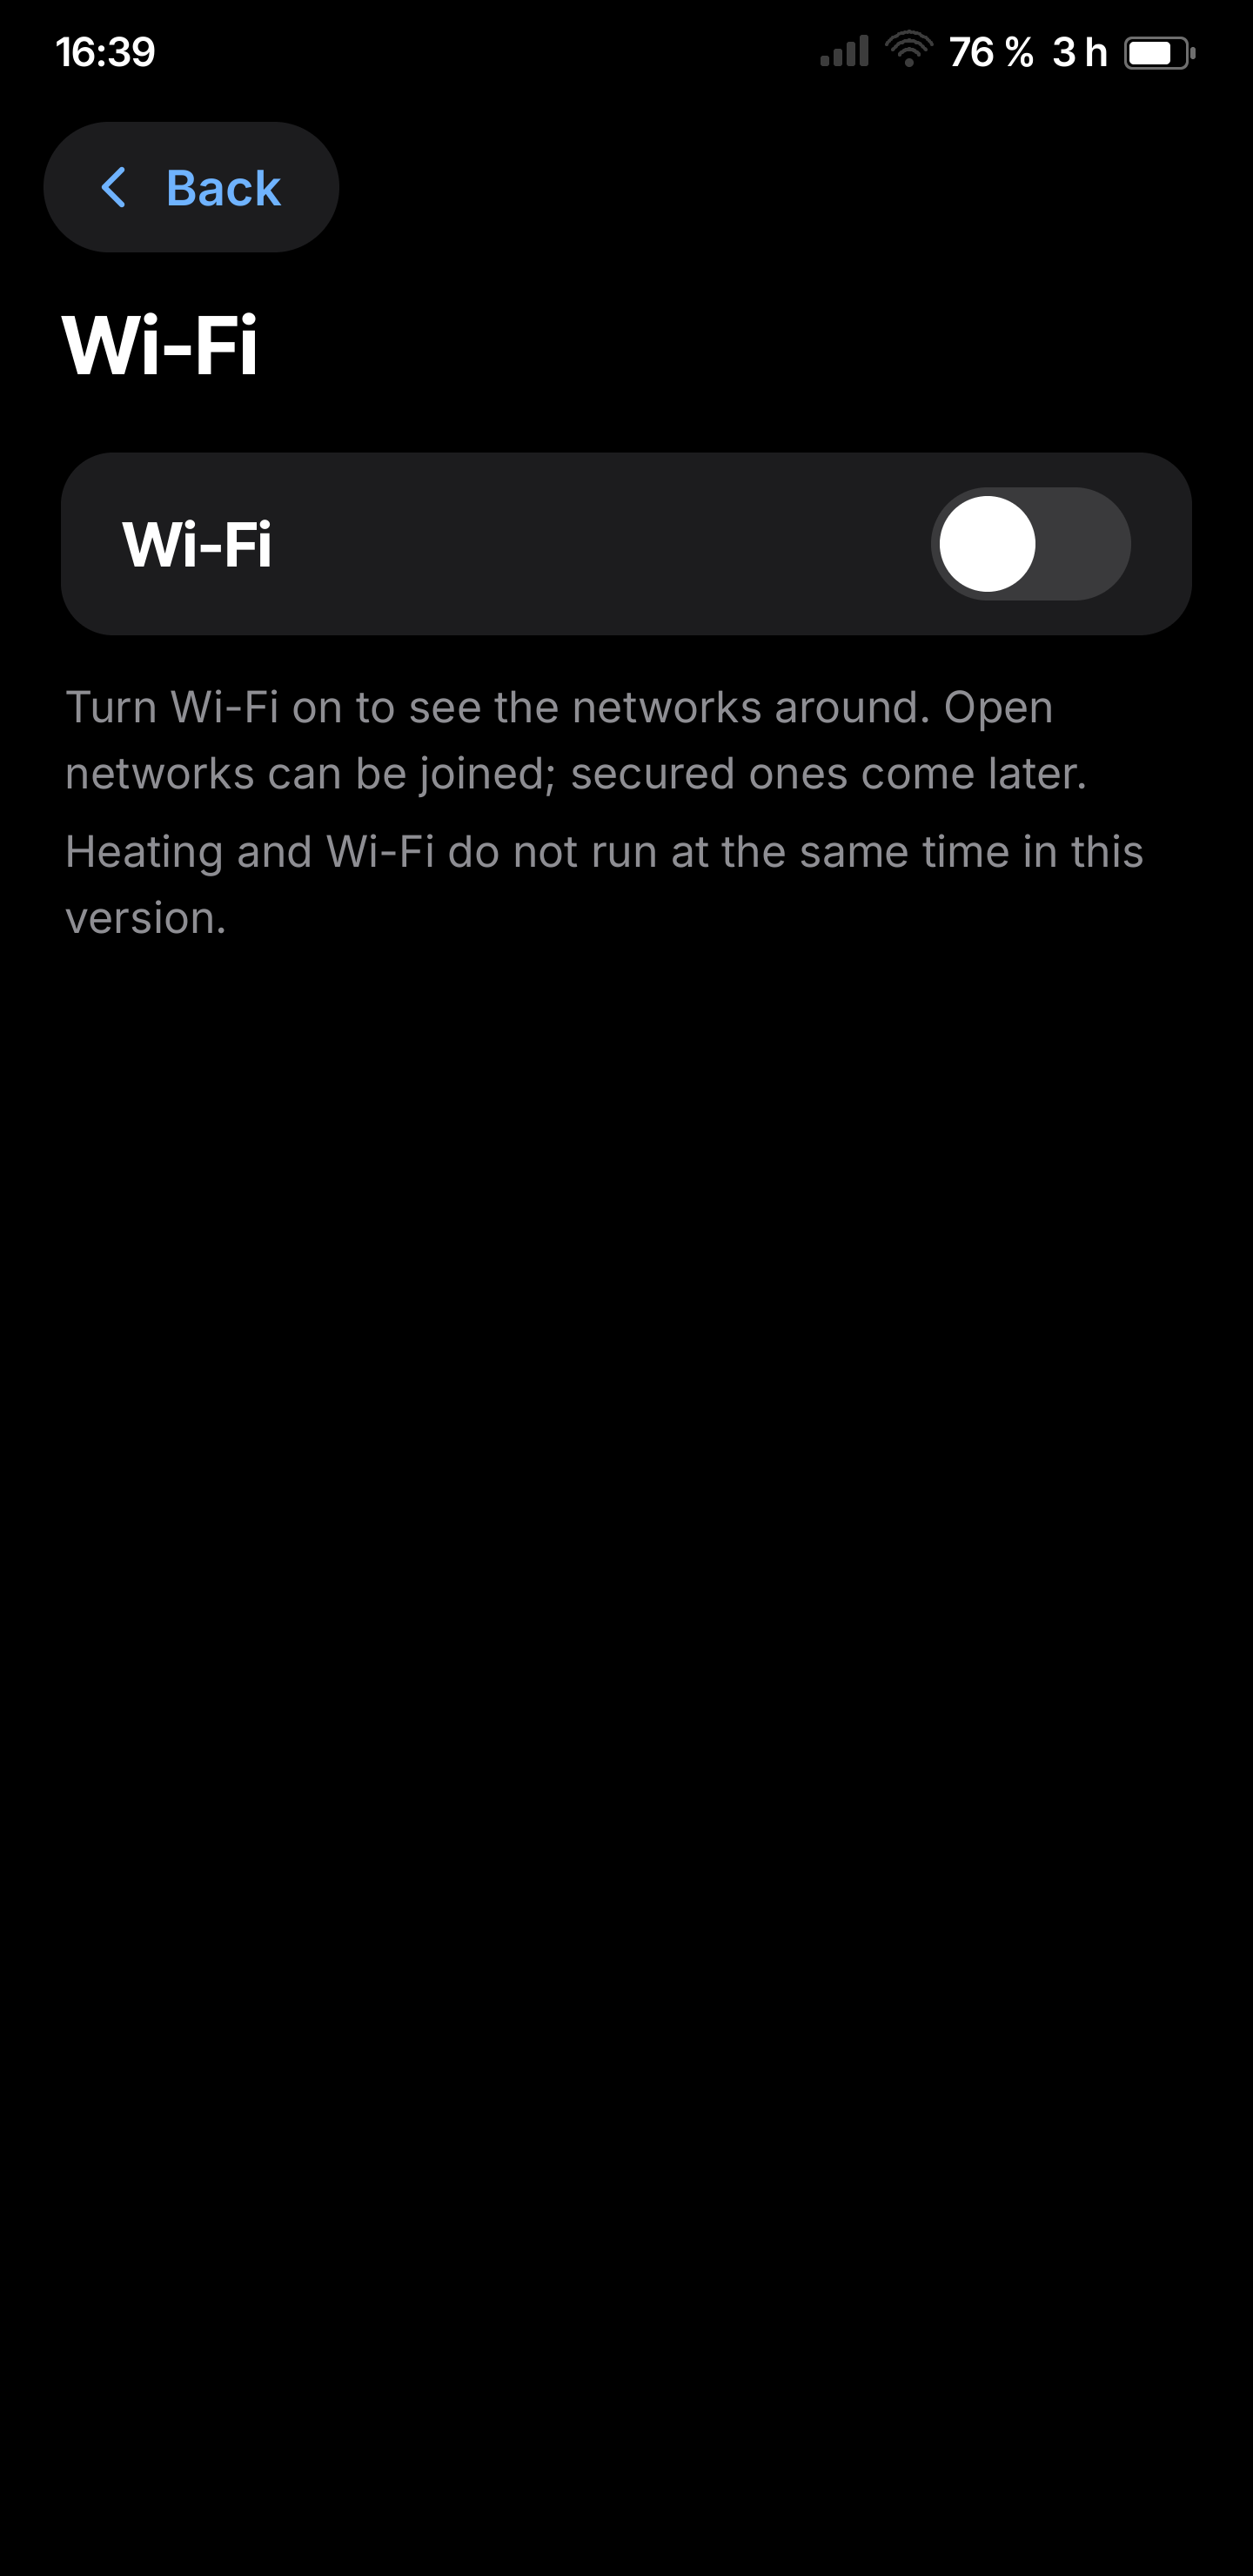 16:39
76 % 3 h
Back
Wi-Fi
Wi-Fi
Turn Wi-Fi on to see the networks around. Open
networks can be joined; secured ones come later.
Heating and Wi-Fi do not run at the same time in this
version.